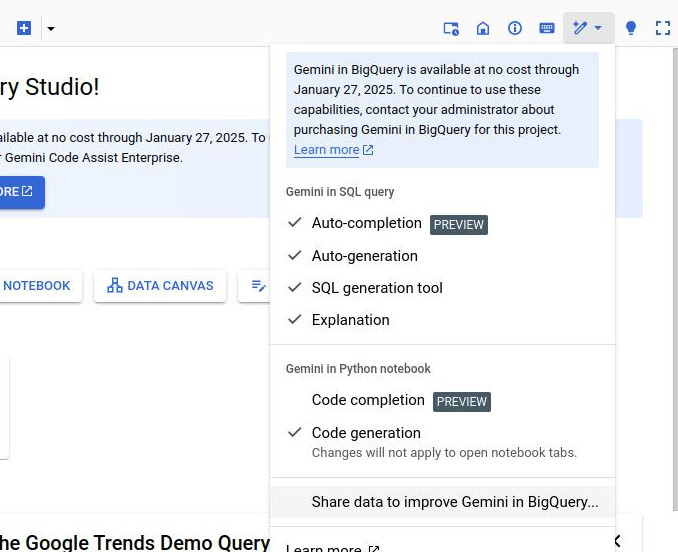 ry Studio!
ailable at no cost through January 27, 2025. To
r Gemini Code Assist Enterprise.
ORE
NOTEBOOK
DATA CANVAS
he Google Trends Demo Query
Gemini in BigQuery is available at no cost through
January 27, 2025. To continue to use these
capabilities, contact your administrator about
purchasing Gemini in BigQuery for this project.
Learn more
Gemini in SQL query
Auto-completion PREVIEW
Auto-generation
SQL generation tool
Explanation
Gemini in Python notebook
Code completion PREVIEW
Code generation
Changes will not apply to open notebook tabs.
Share data to improve Gemini in BigQuery...
Learn more